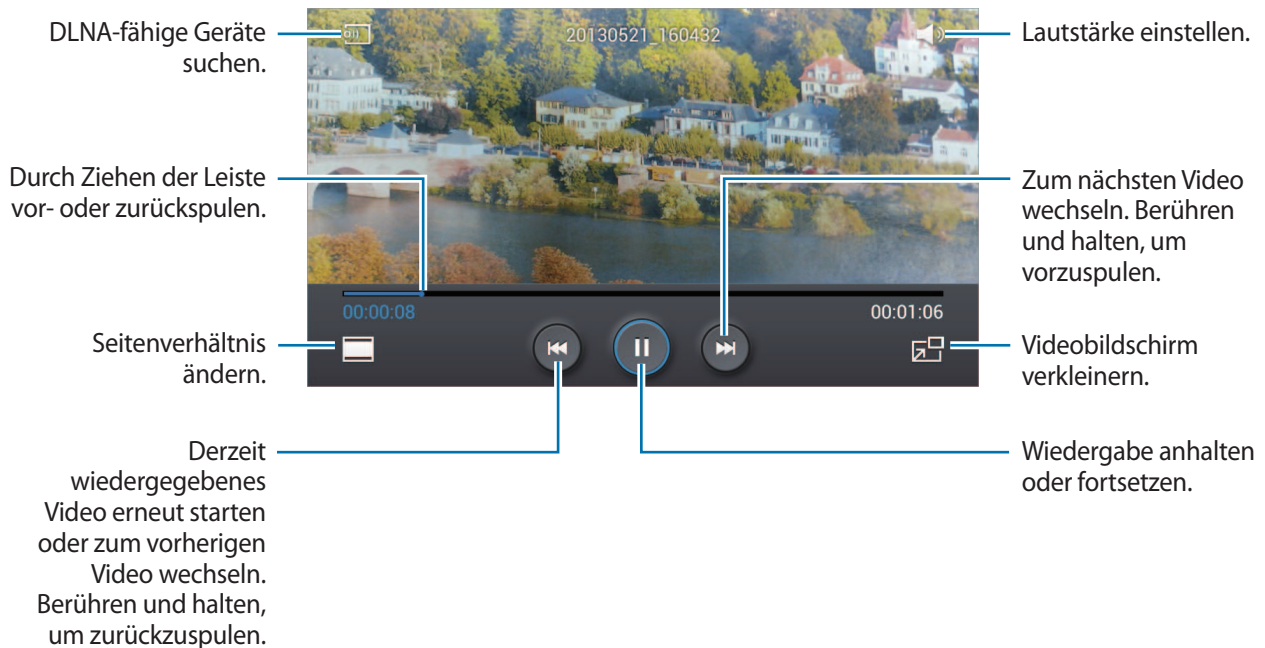 DLNA-fähige Geräte
suchen.
20130521_160432
Lautstärke einstellen.
Durch Ziehen der Leiste
vor- oder zurückspulen.
Zum nächsten Video
wechseln. Berühren
und halten, um
vorzuspulen.
00:00:08
00:01:06
Seitenverhältnis
ändern.
Videobildschirm
verkleinern.
Derzeit
wiedergegebenes
Video erneut starten
oder zum vorherigen
Video wechseln.
Berühren und halten,
um zurückzuspulen.
Wiedergabe anhalten
oder fortsetzen.